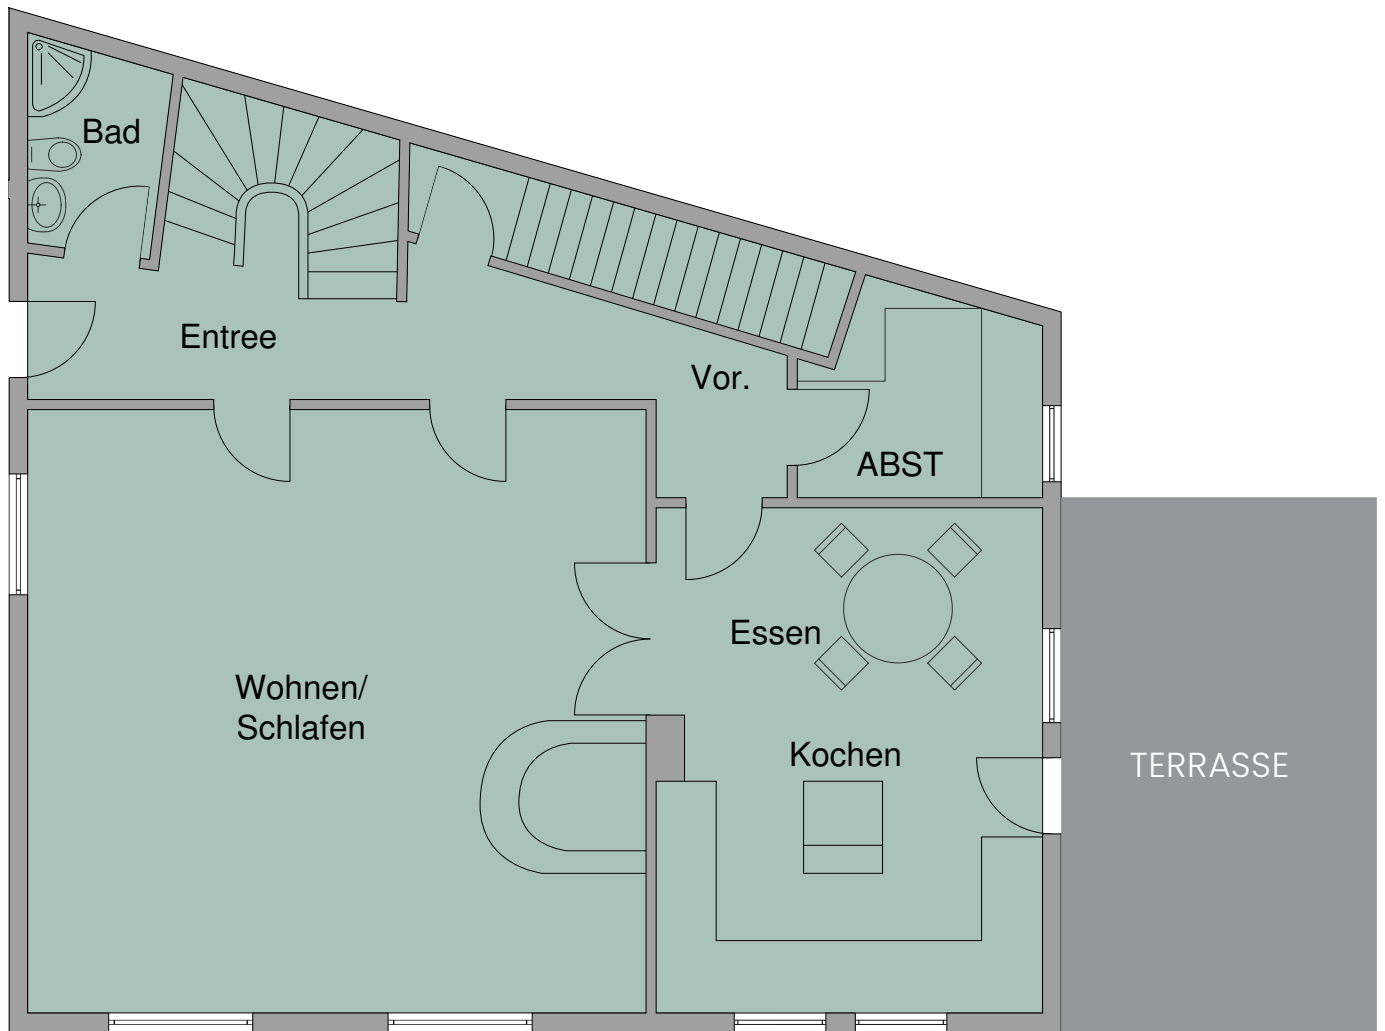 Bad
Entree
Vor.
ABST
Essen
Wohnen/
Schlafen
Kochen
TERRASSE